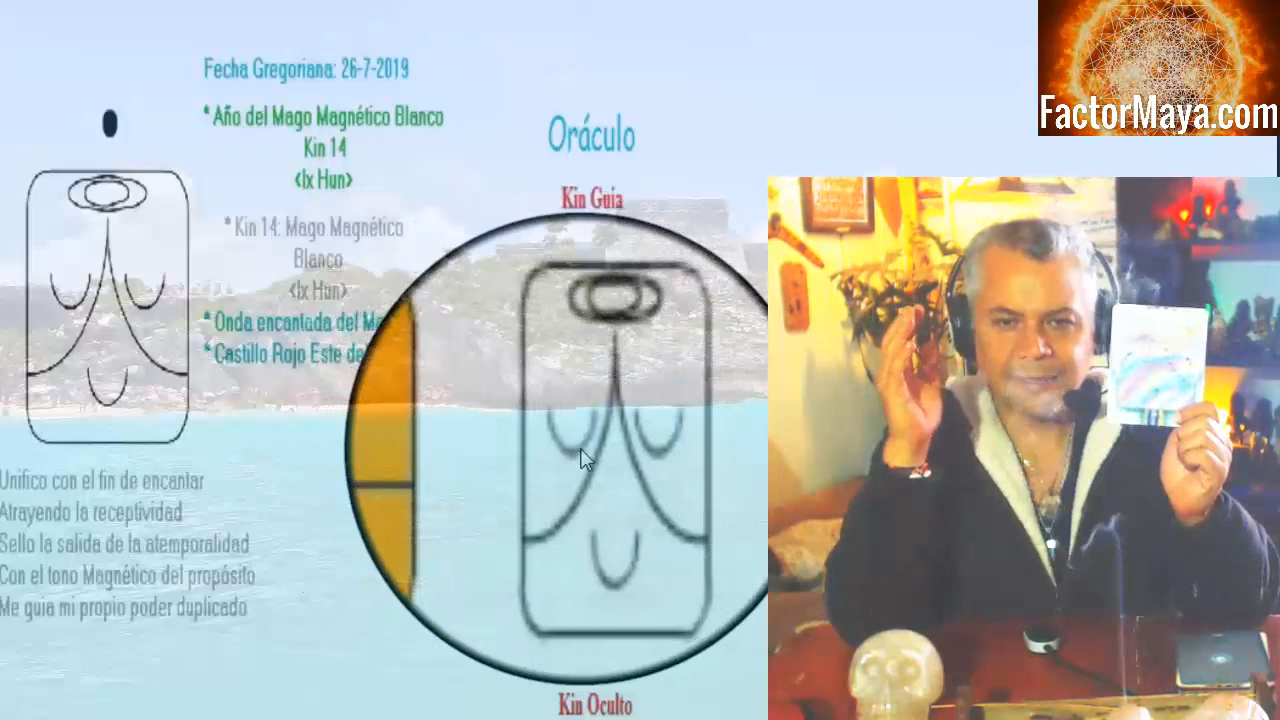 Fecha Gregoriana: 26-7-2019
* Año del Mago Magnético Blanco
Kin 14
<Ix Hun>
* Kin 14: Mago Magnético
Blanco
<Ix Hun>
* Onda encantada del Ma
* Castillo Rojo Este de
Unifico con el fin de encantar
Atrayendo la receptividad
Sello la salida de la atemporalidad
Con el tono Magnético del propósito
Me guia mi propio poder duplicado
Oráculo
Kin Guia
Kin Oculto
FactorMaya.com